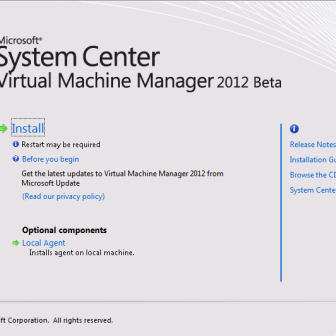 Microsoft®
System Center
Virtual Machine Manager 2012 Beta
Install
Restart may be required
Before you begin
Get the latest updates to Virtual Machine Manager 2012 from
Microsoft Update
(Read our privacy policy)
Optional components
Local Agent
Installs agent on local machine.
Release Notes
Installation Gu
Browse the CD
System Cente
ft Corporation. All rights reserved.